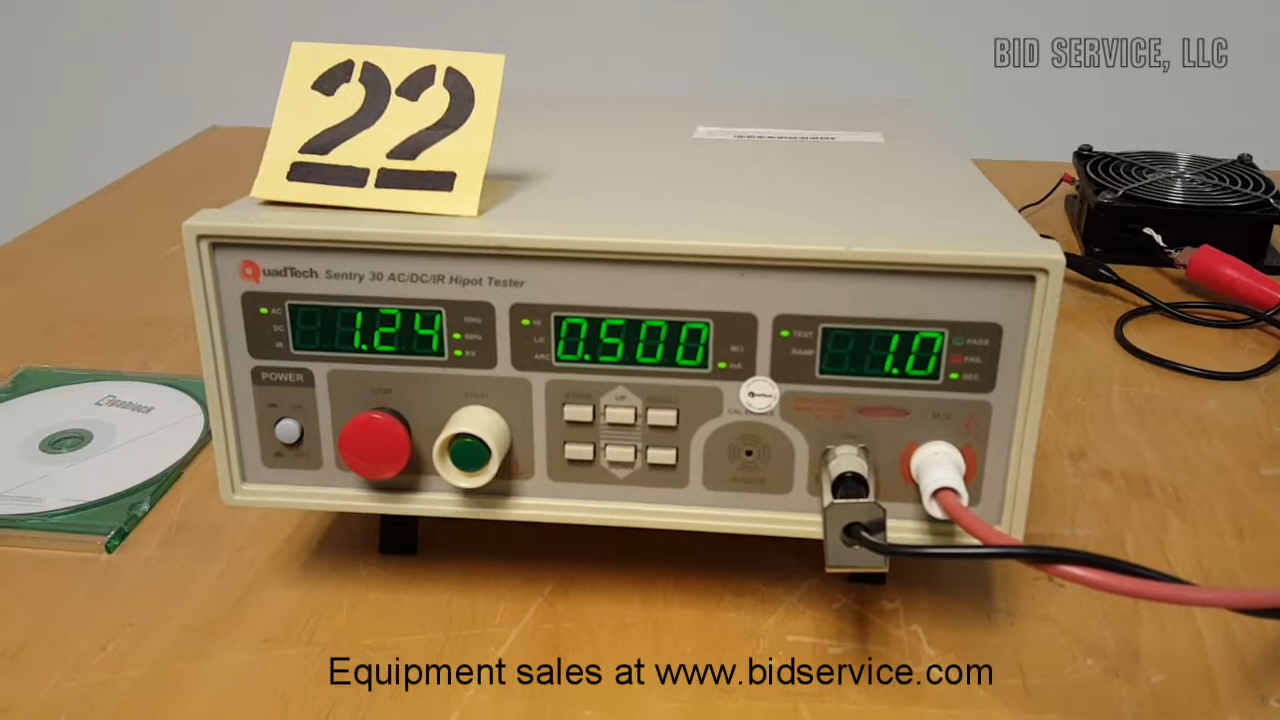 BID SERVICE, LLC
22
QuadTech Sentry 30 AC/DC/IR Hipot Tester
AC
DC
IR
1.24
50Hz
60Hz
KV
HI
LO
ARC
0.500
mA
TEST
RAMP
1.0
PASS
FAIL
SEC
POWER
UP
DOWN
Equipment sales at www.bidservice.com